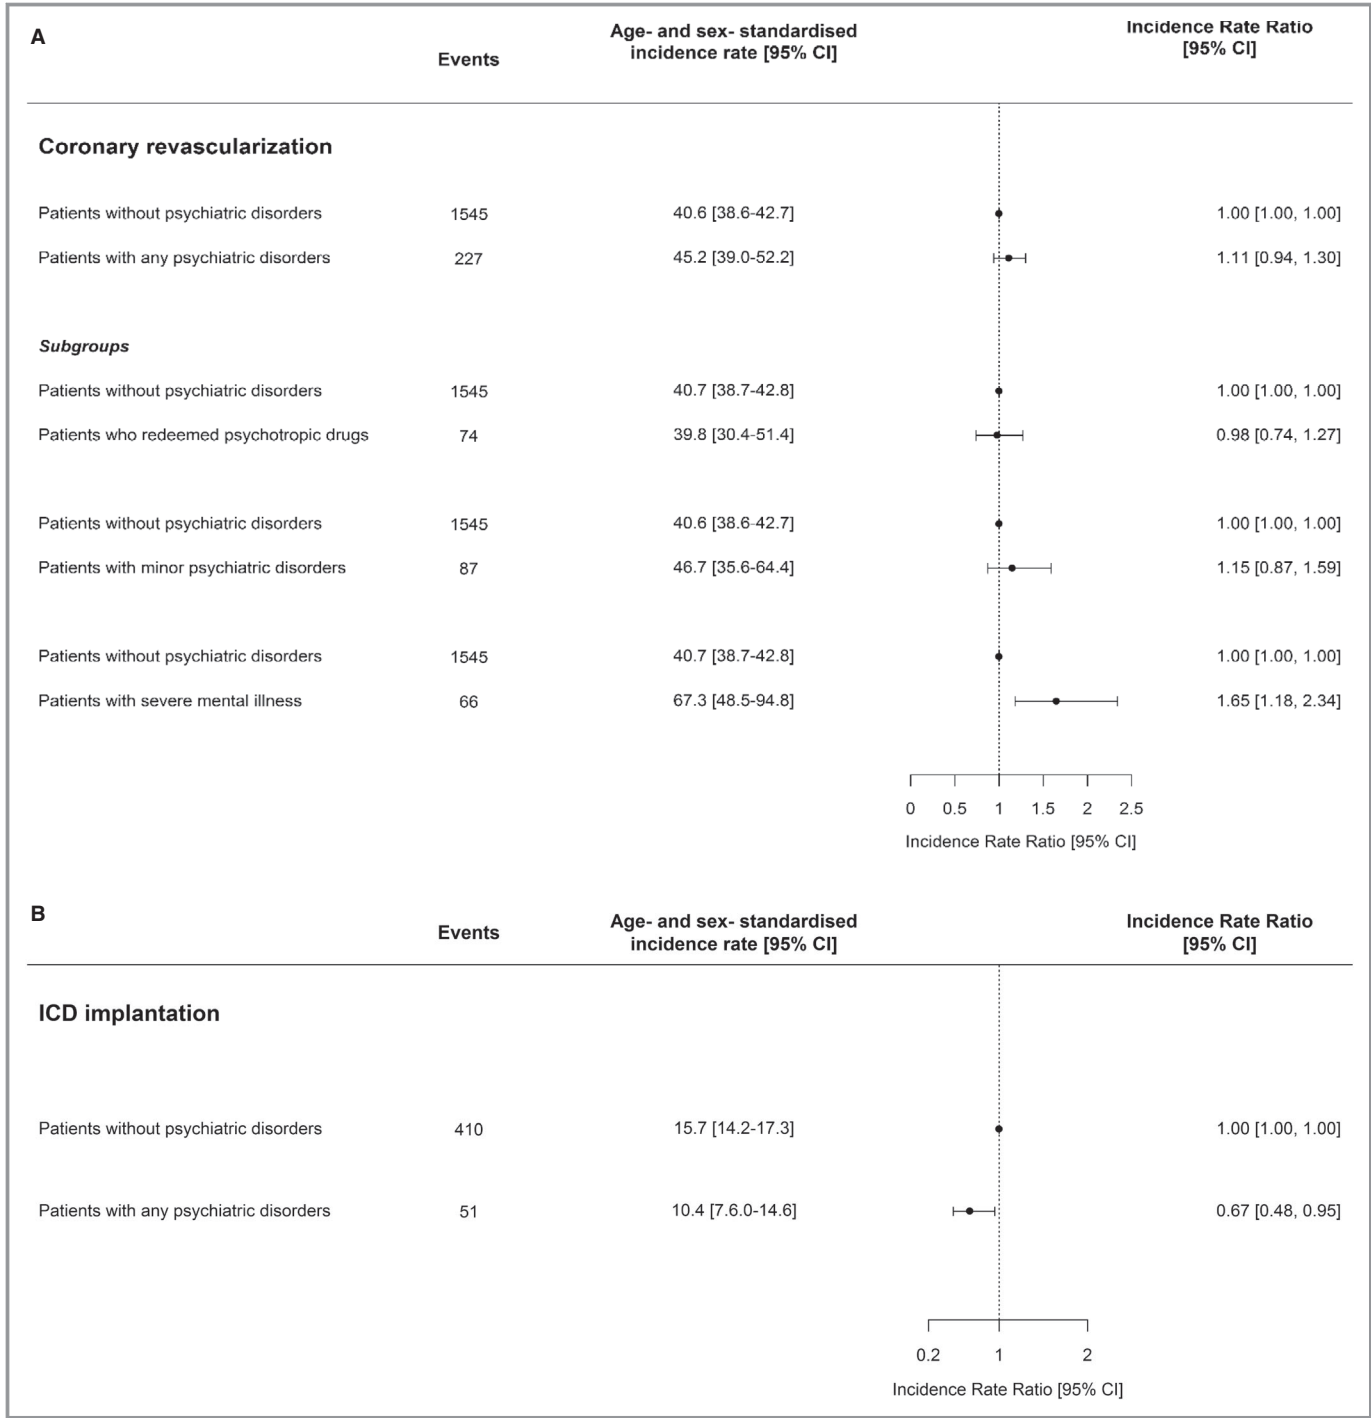 A
Events
Age- and sex- standardised
incidence rate [95% CI]
Incidence Rate Ratio
[95% CI]
Coronary revascularization
Patients without psychiatric disorders 1545 40.6 [38.6-42.7] 1.00 [1.00, 1.00]
Patients with any psychiatric disorders 227 45.2 [39.0-52.2] 1.11 [0.94, 1.30]
Subgroups
Patients without psychiatric disorders 1545 40.7 [38.7-42.8] 1.00 [1.00, 1.00]
Patients who redeemed psychotropic drugs 74 39.8 [30.4-51.4] 0.98 [0.74, 1.27]
Patients without psychiatric disorders 1545 40.6 [38.6-42.7] 1.00 [1.00, 1.00]
Patients with minor psychiatric disorders 87 46.7 [35.6-64.4] 1.15 [0.87, 1.59]
Patients without psychiatric disorders 1545 40.7 [38.7-42.8] 1.00 [1.00, 1.00]
Patients with severe mental illness 66 67.3 [48.5-94.8] 1.65 [1.18, 2.34]
0 0.5 1 1.5 2 2.5
Incidence Rate Ratio [95% CI]
B
Events
Age- and sex- standardised
incidence rate [95% CI]
Incidence Rate Ratio
[95% CI]
ICD implantation
Patients without psychiatric disorders 410 15.7 [14.2-17.3] 1.00 [1.00, 1.00]
Patients with any psychiatric disorders 51 10.4 [7.6.0-14.6] 0.67 [0.48, 0.95]
0.2 1 2
Incidence Rate Ratio [95% CI]